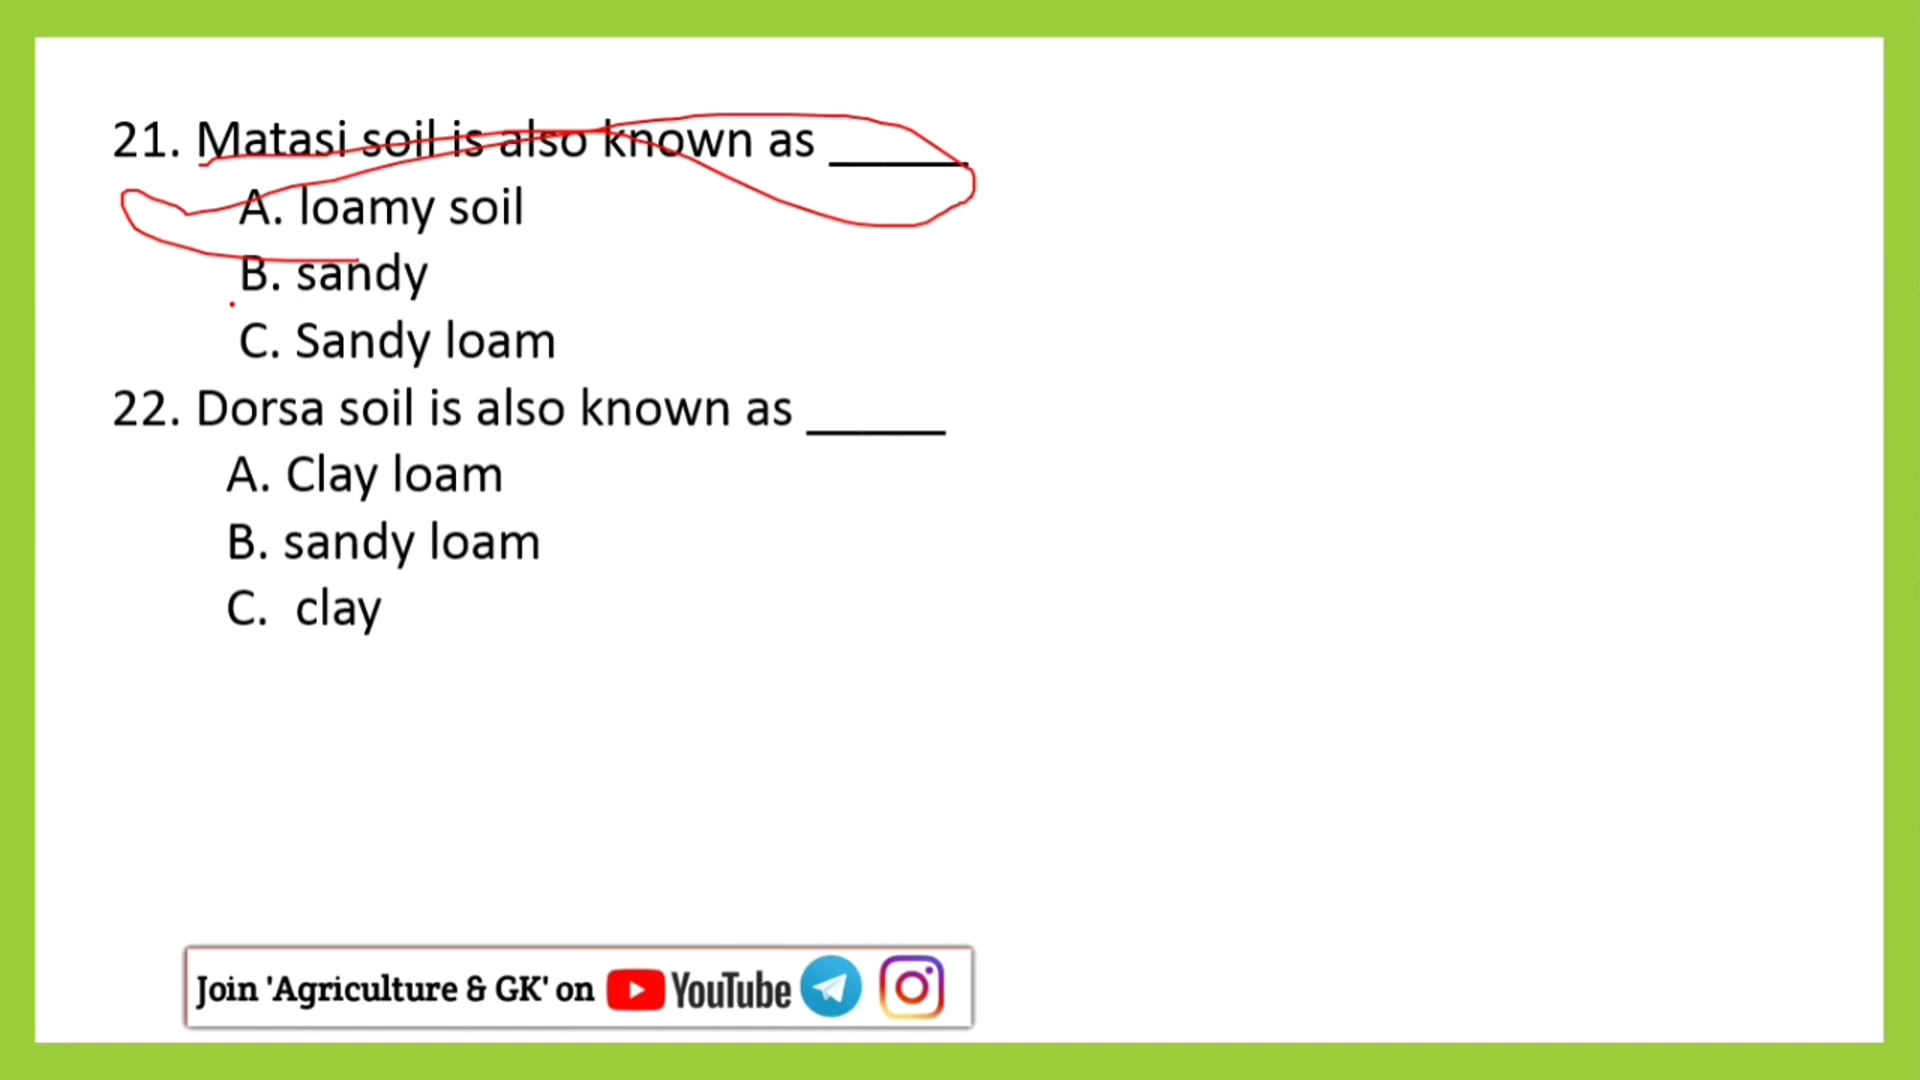 21. Matasi soil is also known as ______
A. loamy soil
B. sandy
C. Sandy loam
22. Dorsa soil is also known as ______
A. Clay loam
B. sandy loam
C. clay
Join 'Agriculture & GK' on YouTube